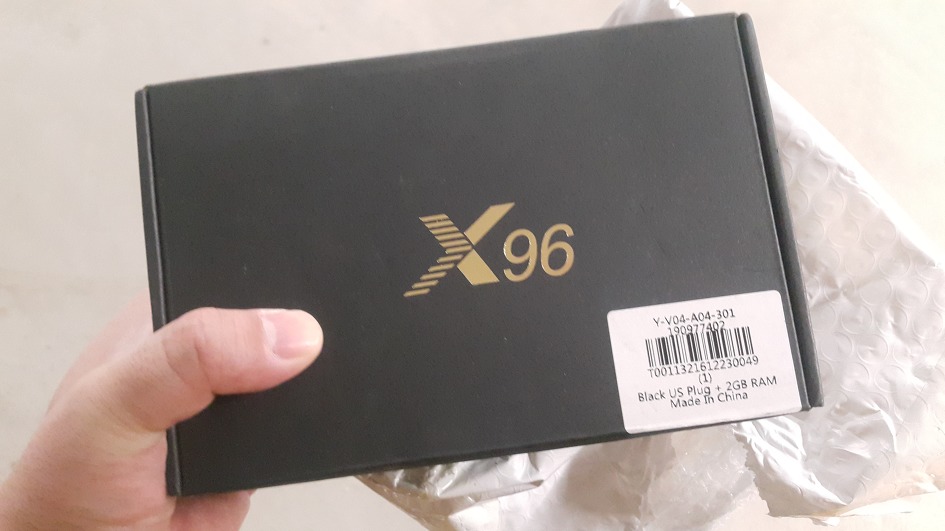 X96
Y-V04-A04-301
190977402
T0011321612230049
(1)
Black US Plug + 2GB RAM
Made In China